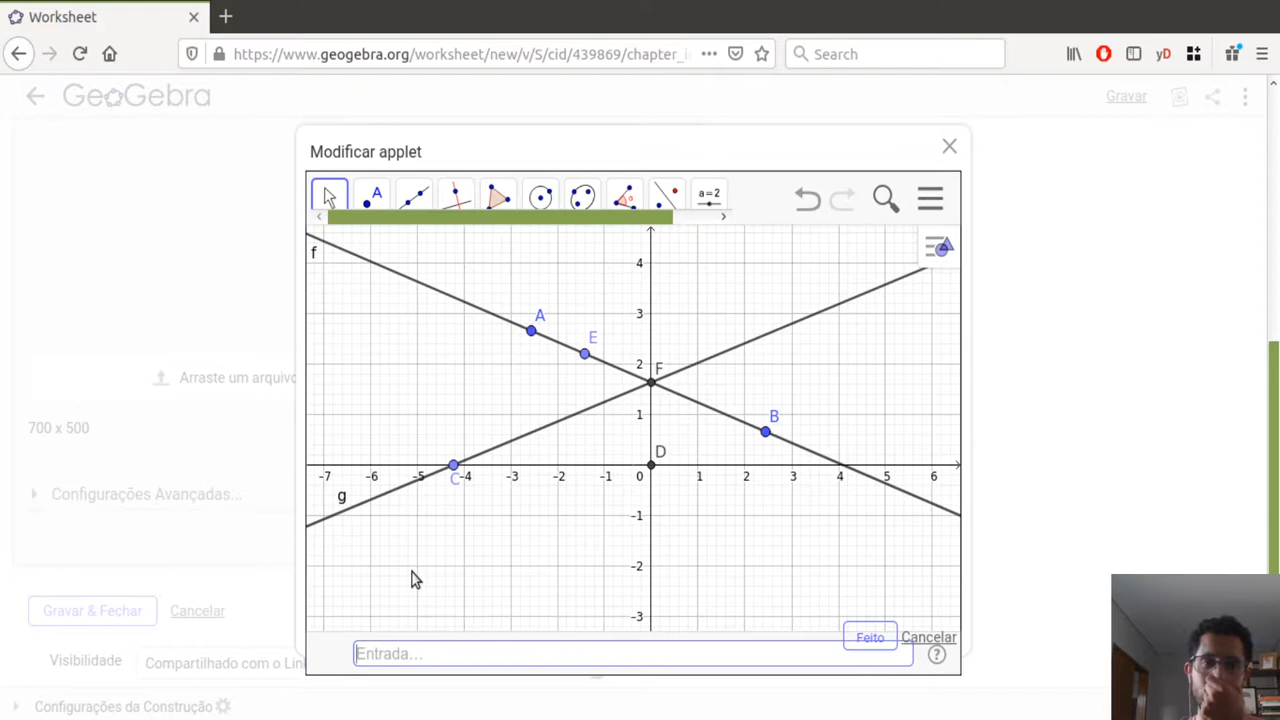 Worksheet
https://www.geogebra.org/worksheet/new/v/S/cid/439869/chapter_i
Search
yD
GeoGebra
Gravar
Modificar applet
A
a=2
f
4
3
2
1
0
-1
-2
-3
-7 -6 -5 -4 -3 -2 -1 1 2 3 4 5 6
A
E
F
B
D
C
g
Arraste um arquivo
700 x 500
Configurações Avançadas...
Gravar & Fechar
Cancelar
Feito
Cancelar
Entrada...
Visibilidade
Compartilhado com o Lin
Configurações da Construção